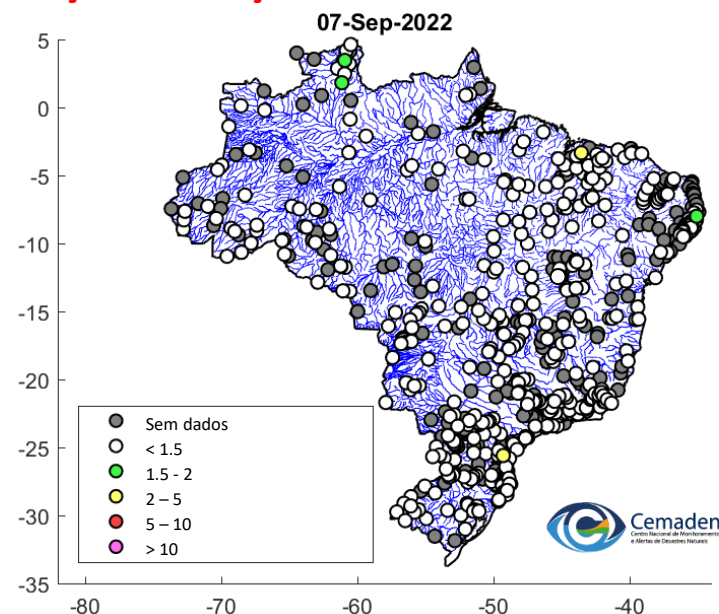 07-Sep-2022
5
0
-5
-10
-15
-20
-25
-30
-35
-80
-70
-60
-50
-40
Sem dados
< 1.5
1.5 - 2
2 – 5
5 – 10
> 10
Cemaden
Centro Nacional de Monitoramento
e Alertas de Desastres Naturais